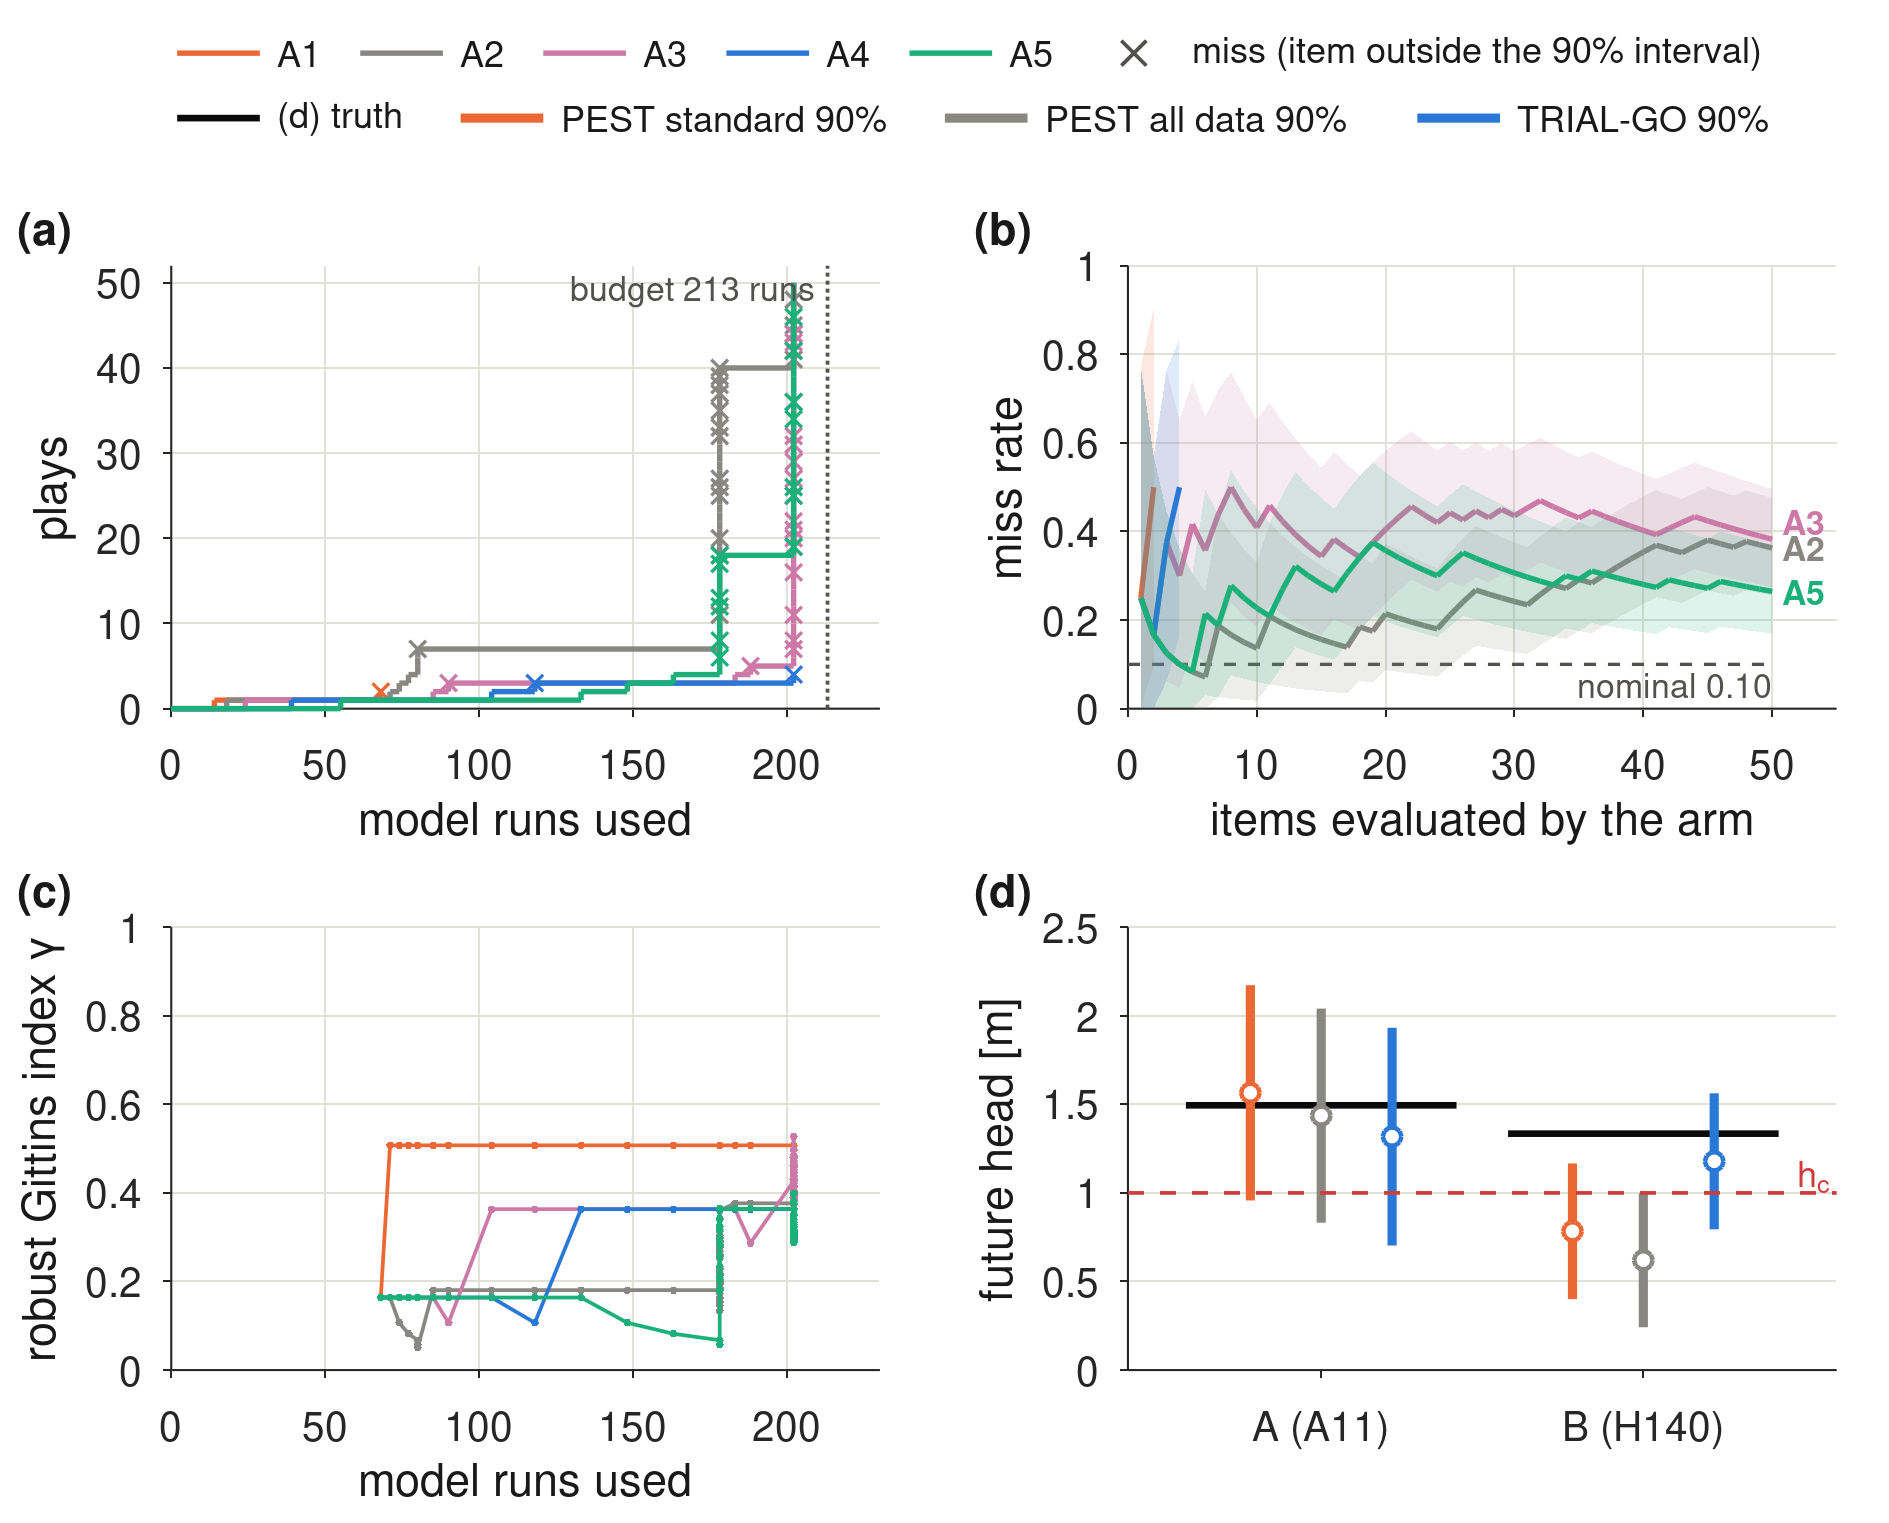 A1 A2 A3 A4 A5 miss (item outside the 90% interval)
(d) truth PEST standard 90% PEST all data 90% TRIAL-GO 90%
(a)
budget 213 runs
plays
50
40
30
20
10
0
0 50 100 150 200
model runs used
(b)
miss rate
1
0.8
0.6
0.4
0.2
0
A3
A2
A5
nominal 0.10
0 10 20 30 40 50
items evaluated by the arm
(c)
robust Gittins index γ
1
0.8
0.6
0.4
0.2
0
0 50 100 150 200
model runs used
(d)
future head [m]
2.5
2
1.5
1
0.5
0
h_c
A (A11) B (H140)